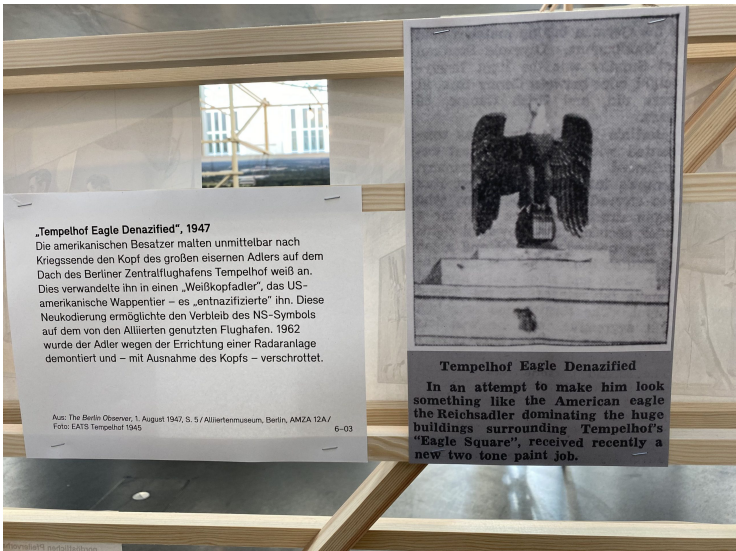 „Tempelhof Eagle Denazified“, 1947
Die amerikanischen Besatzer malten unmittelbar nach
Kriegssende den Kopf des großen eisernen Adlers auf dem
Dach des Berliner Zentralflughafens Tempelhof weiß an.
Dies verwandelte ihn in einen „Weißkopfadler“, das US-
amerikanische Wappentier – es „entnazifizierte“ ihn. Diese
Neukodierung ermöglichte den Verbleib des NS-Symbols
auf dem von den Alliierten genutzten Flughafen. 1962
wurde der Adler wegen der Errichtung einer Radaranlage
demontiert und – mit Ausnahme des Kopfs – verschrottet.
Aus: The Berlin Observer, 1. August 1947, S. 5 / Alliiertenmuseum, Berlin, AMZA 12A /
Foto: EATS Tempelhof 1945
6–03
Tempelhof Eagle Denazified
In an attempt to make him look
something like the American eagle
the Reichsadler dominating the huge
buildings surrounding Tempelhof's
"Eagle Square", received recently a
new two tone paint job.